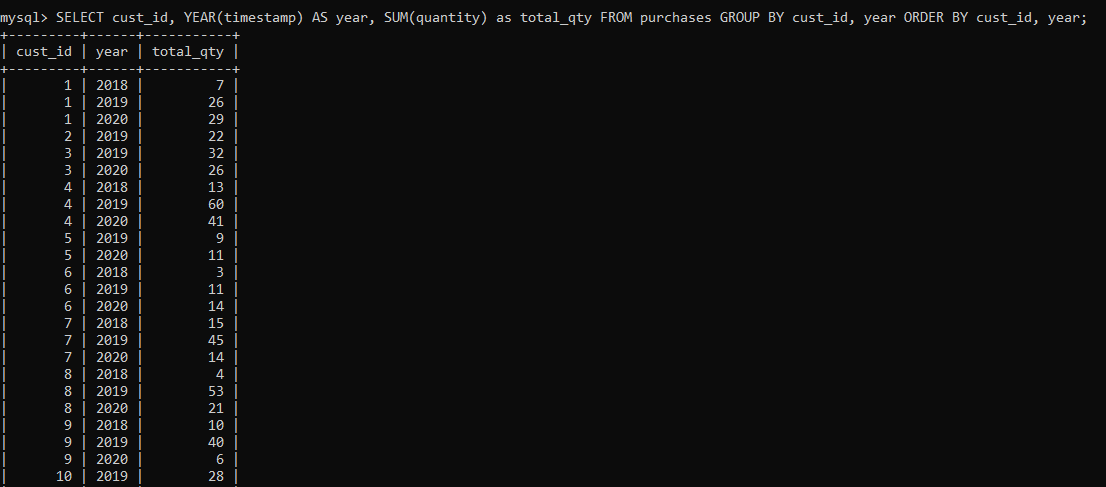 mysql> SELECT cust_id, YEAR(timestamp) AS year, SUM(quantity) as total_qty FROM purchases GROUP BY cust_id, year ORDER BY cust_id, year;
+---------+------+-----------+
| cust_id | year | total_qty |
+---------+------+-----------+
|       1 | 2018 |         7 |
|       1 | 2019 |        26 |
|       1 | 2020 |        29 |
|       2 | 2019 |        22 |
|       3 | 2019 |        32 |
|       3 | 2020 |        26 |
|       4 | 2018 |        13 |
|       4 | 2019 |        60 |
|       4 | 2020 |        41 |
|       5 | 2019 |         9 |
|       5 | 2020 |        11 |
|       6 | 2018 |         3 |
|       6 | 2019 |        11 |
|       6 | 2020 |        14 |
|       7 | 2018 |        15 |
|       7 | 2019 |        45 |
|       7 | 2020 |        14 |
|       8 | 2018 |         4 |
|       8 | 2019 |        53 |
|       8 | 2020 |        21 |
|       9 | 2018 |        10 |
|       9 | 2019 |        40 |
|       9 | 2020 |         6 |
|      10 | 2019 |        28 |